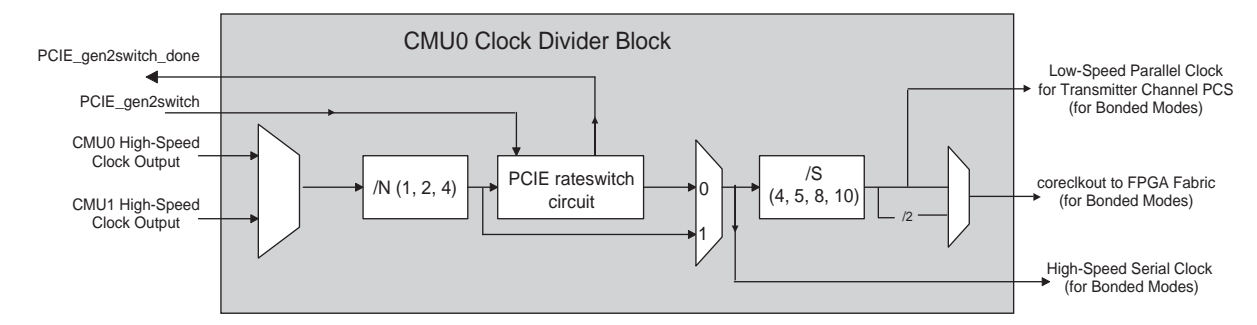 CMU0 Clock Divider Block
PCIE_gen2switch_done
PCIE_gen2switch
CMU0 High-Speed
Clock Output
CMU1 High-Speed
Clock Output
/N (1, 2, 4)
PCIE rateswitch
circuit
0
1
/S
(4, 5, 8, 10)
/2
Low-Speed Parallel Clock
for Transmitter Channel PCS
(for Bonded Modes)
coreclkout to FPGA Fabric
(for Bonded Modes)
High-Speed Serial Clock
(for Bonded Modes)